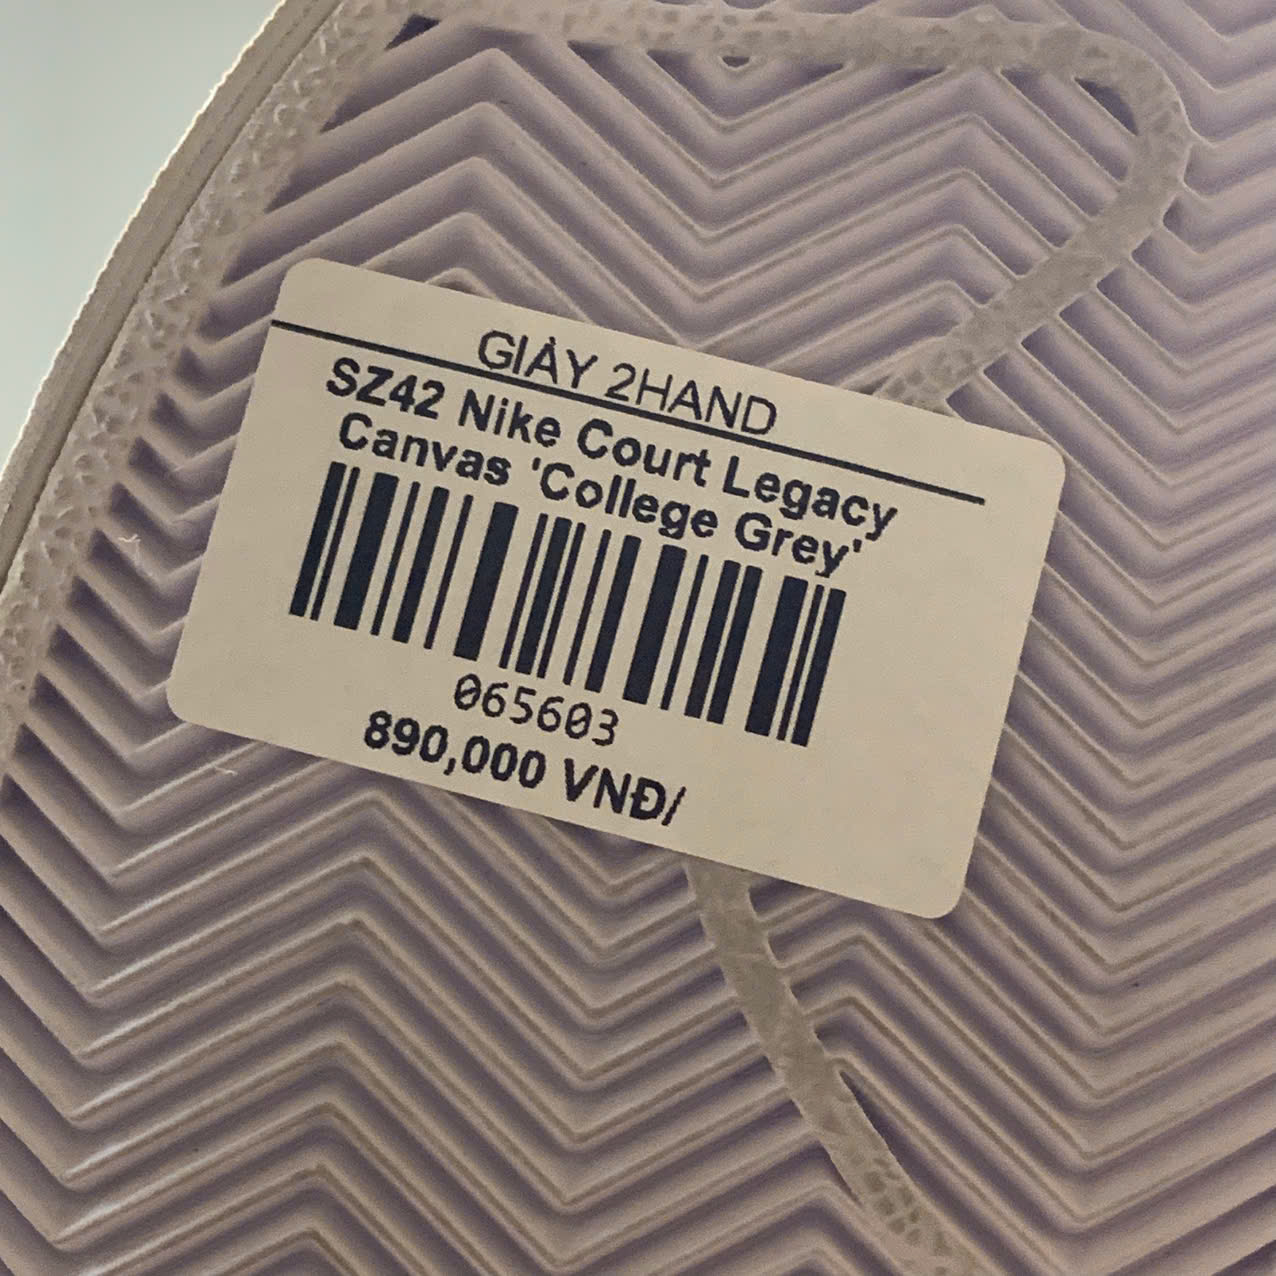 GIÀY 2HAND
SZ42 Nike Court Legacy
Canvas 'College Grey'
065603
890,000 VNĐ/